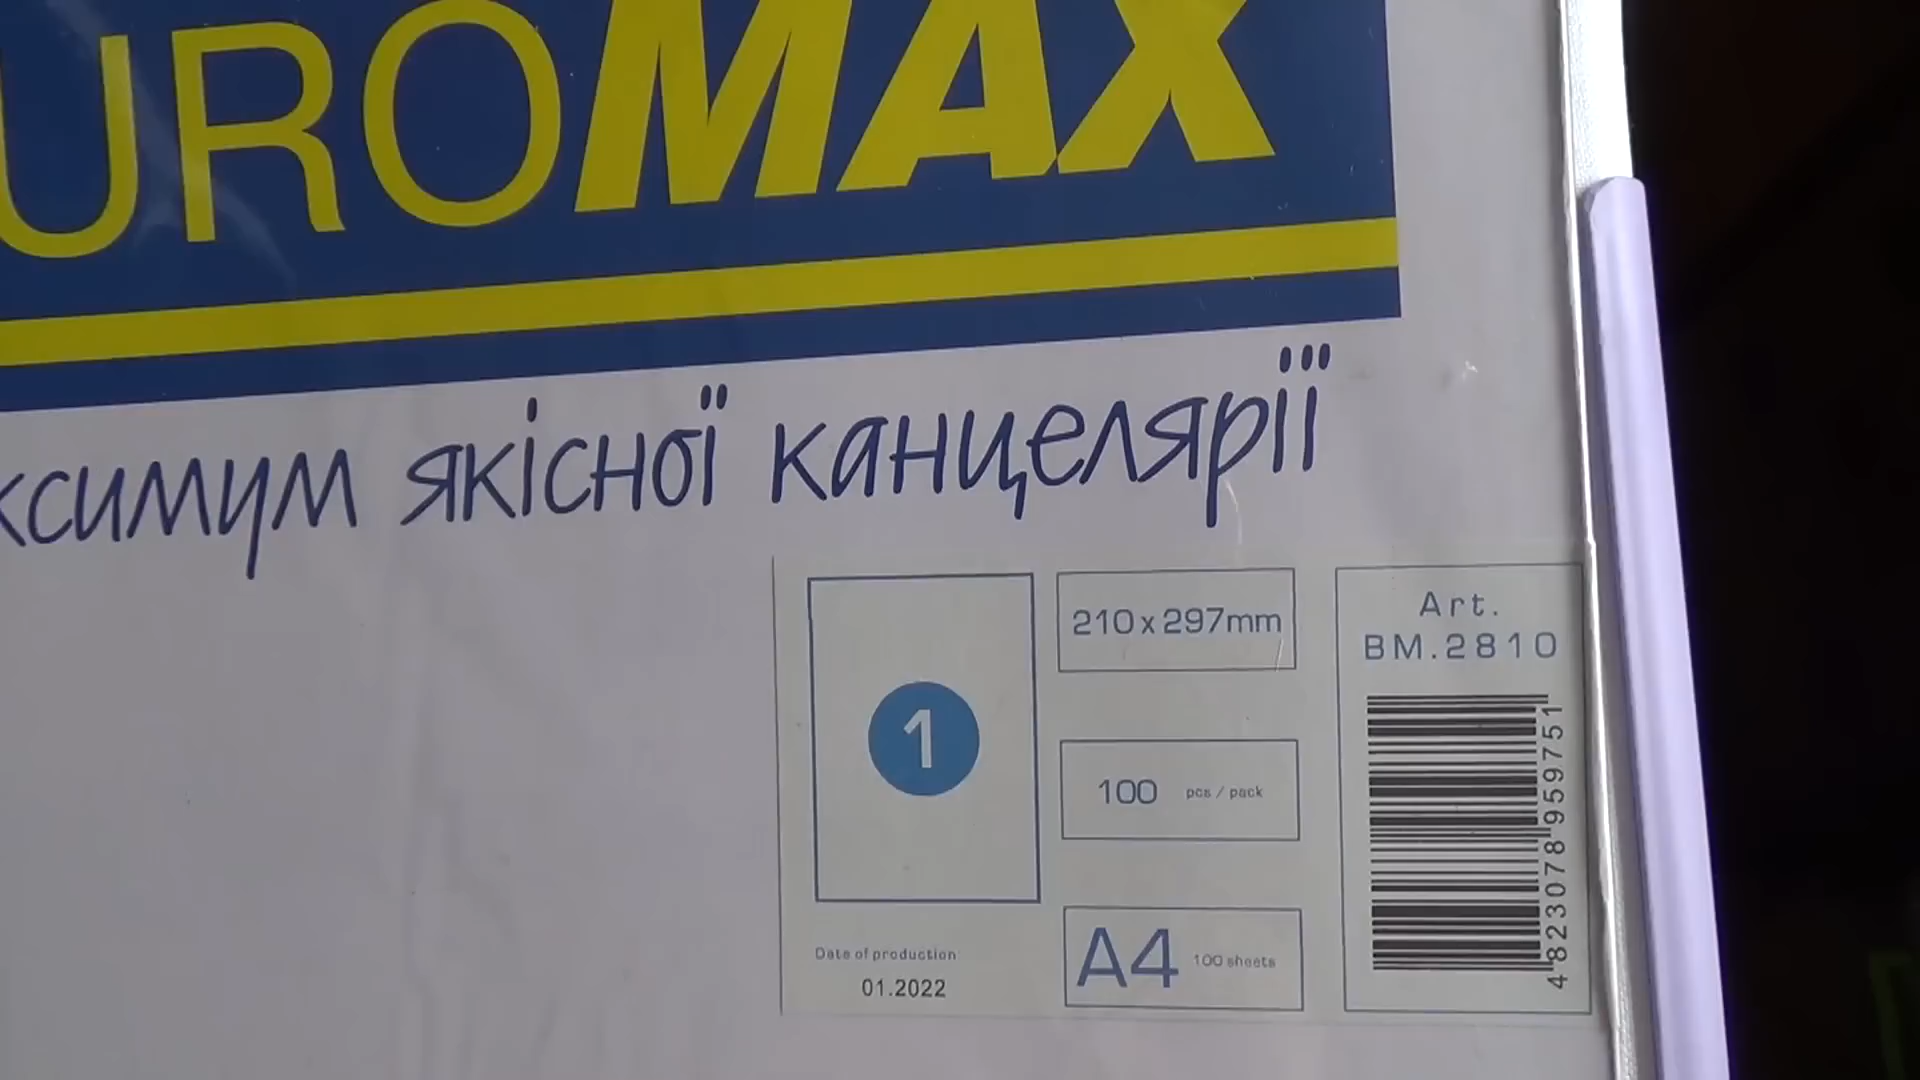 UROMAX
ксимум якісної канцелярії
1
210 x 297mm
100 pcs / pack
A4 100 sheets
Date of production
01.2022
Art.
BM.2810
4823078959751